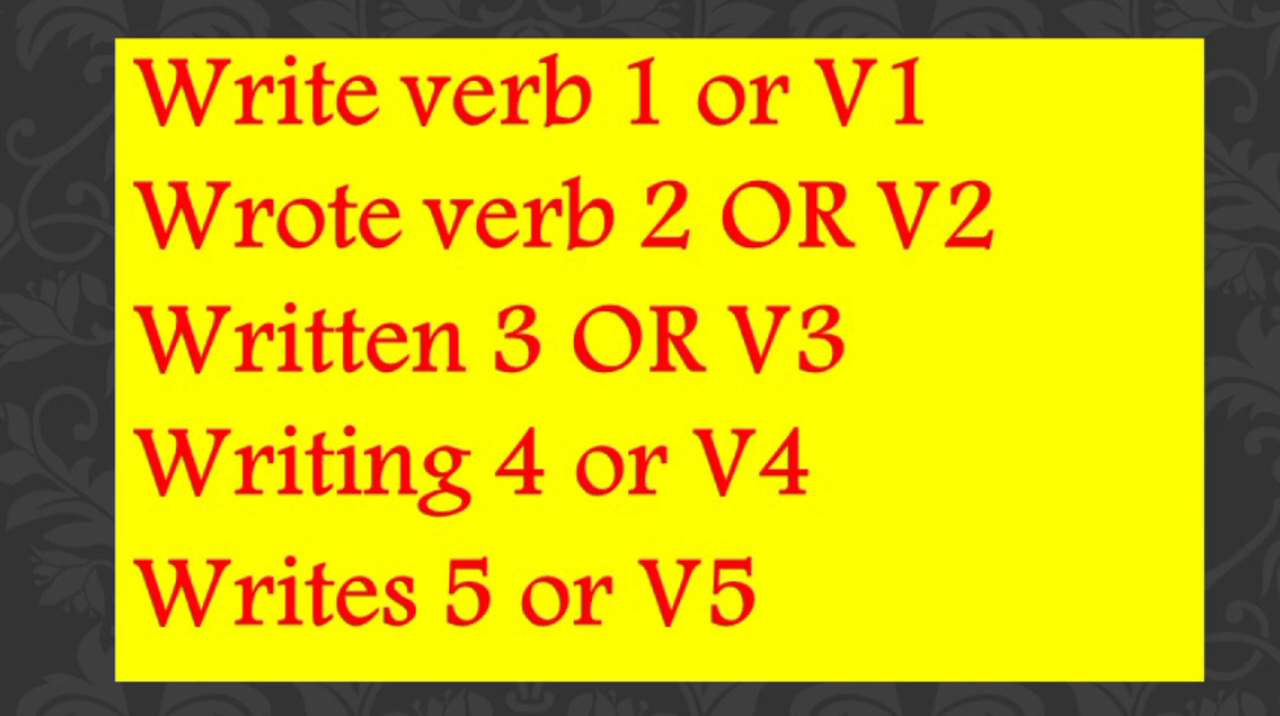 Write verb 1 or V1
Wrote verb 2 OR V2
Written 3 OR V3
Writing 4 or V4
Writes 5 or V5